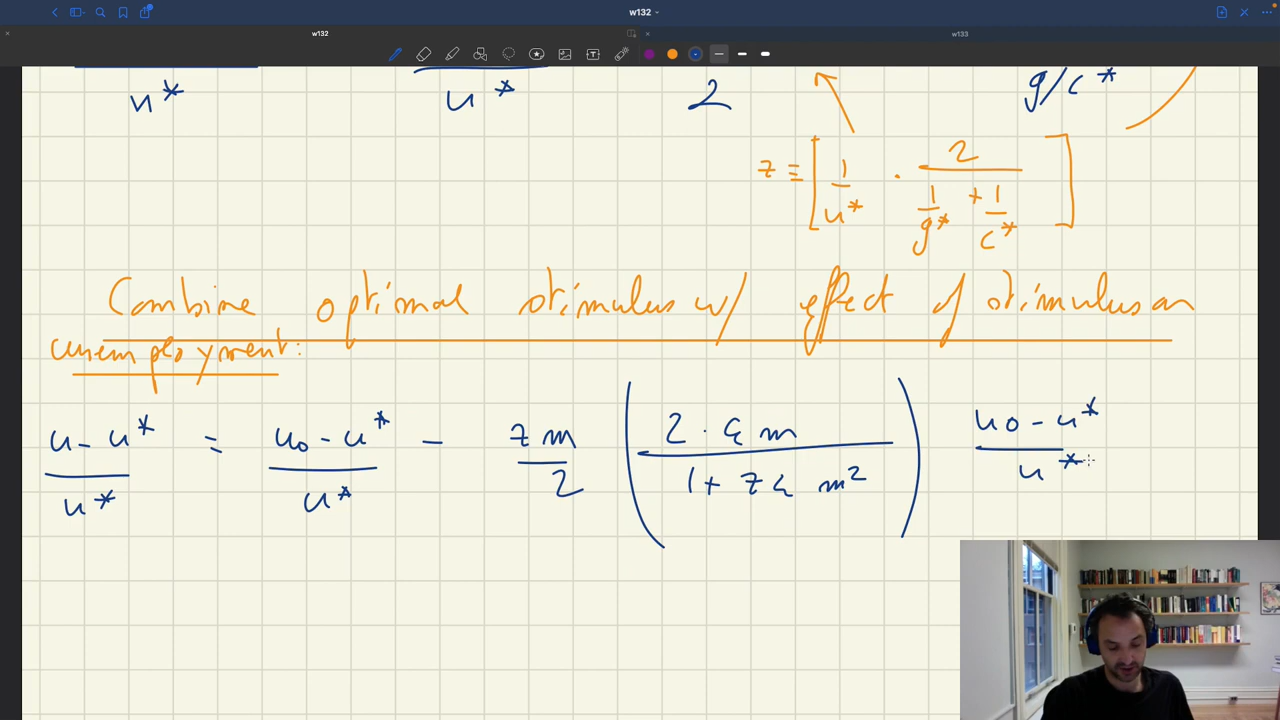 w132
w132
w133
u* u* 2 g/c*
z ≡ [ 1/u* · 2/(1/g* + 1/c*) ]
Combine optimal stimulus w/ effect of stimulus on
unemployment:
(u - u*)/u* = (u0 - u*)/u* - zm/2 ( 2 · ε m / (1 + z ε m²) ) (u0 - u*)/u*